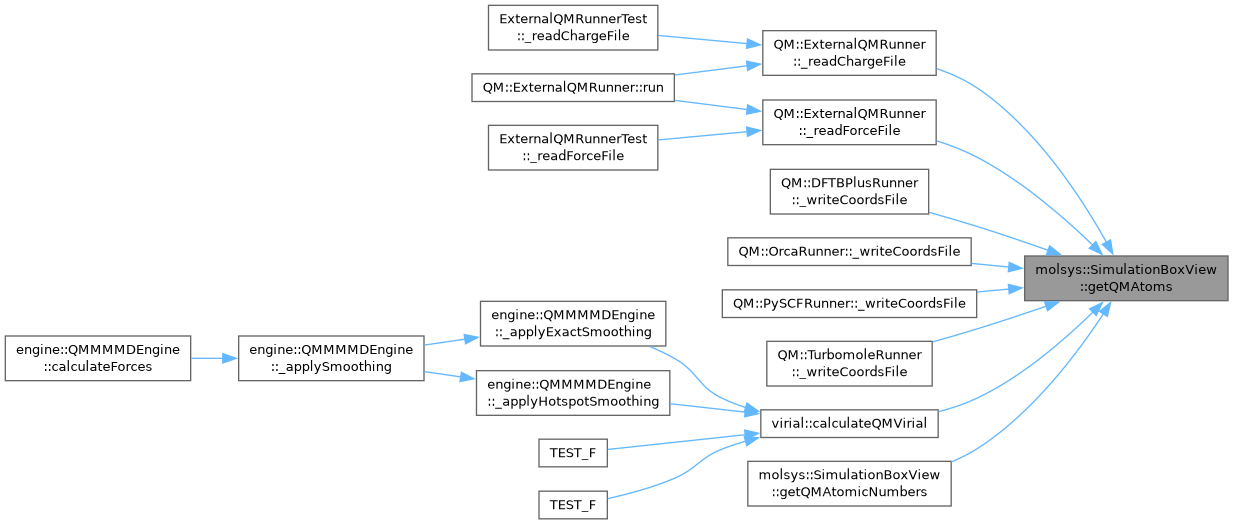 ExternalQMRunnerTest
::_readChargeFile
QM::ExternalQMRunner
::_readChargeFile
QM::ExternalQMRunner::run
QM::ExternalQMRunner
::_readForceFile
ExternalQMRunnerTest
::_readForceFile
QM::DFTBPlusRunner
::_writeCoordsFile
QM::OrcaRunner::_writeCoordsFile
molsys::SimulationBoxView
::getQMAtoms
QM::PySCFRunner::_writeCoordsFile
engine::QMMMMDEngine
::_applyExactSmoothing
engine::QMMMMDEngine
::calculateForces
engine::QMMMMDEngine
::_applySmoothing
QM::TurbomoleRunner
::_writeCoordsFile
engine::QMMMMDEngine
::_applyHotspotSmoothing
virial::calculateQMVirial
TEST_F
molsys::SimulationBoxView
::getQMAtomicNumbers
TEST_F